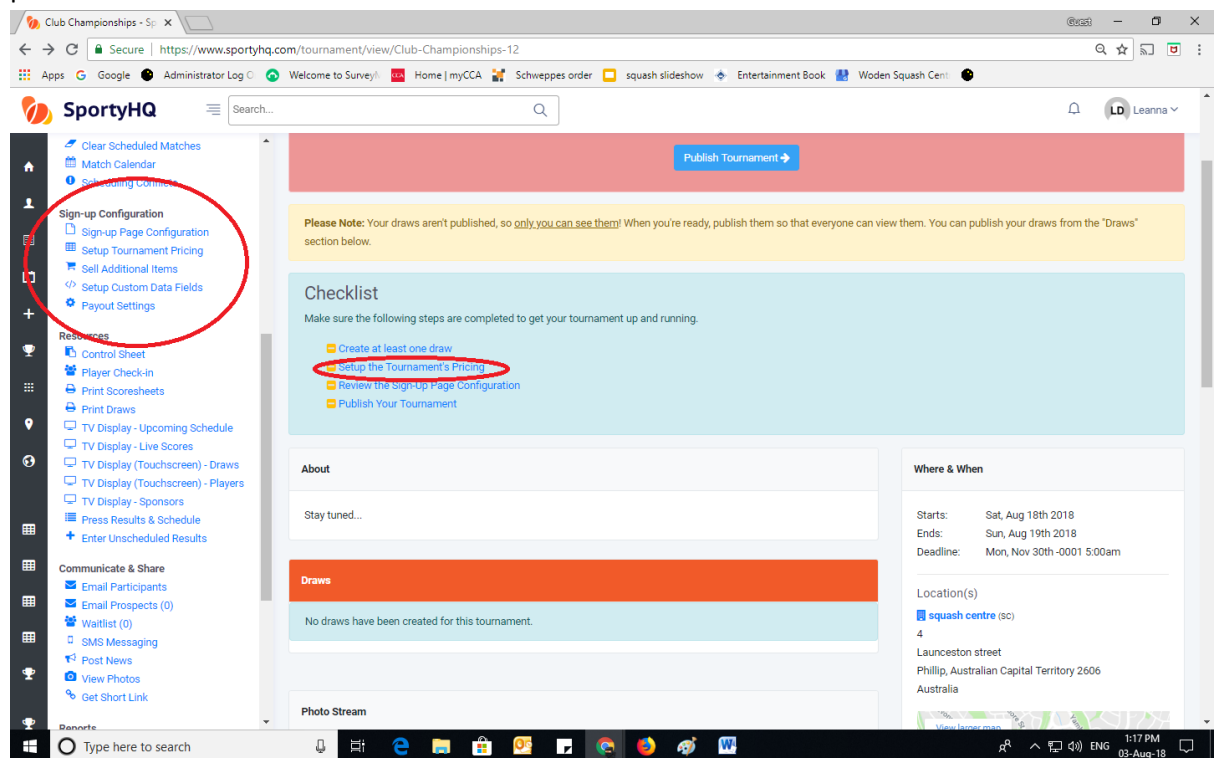 Club Championships - Sp
Guest
Secure | https://www.sportyhq.com/tournament/view/Club-Championships-12
Apps Google Administrator Log O Welcome to SurveyM Home | myCCA Schweppes order squash slideshow Entertainment Book Woden Squash Cent
SportyHQ
Search...
LD Leanna
Clear Scheduled Matches
Match Calendar
Scheduling Conflicts
Sign-up Configuration
Sign-up Page Configuration
Setup Tournament Pricing
Sell Additional Items
Setup Custom Data Fields
Payout Settings
Resources
Control Sheet
Player Check-in
Print Scoresheets
Print Draws
TV Display - Upcoming Schedule
TV Display - Live Scores
TV Display (Touchscreen) - Draws
TV Display (Touchscreen) - Players
TV Display - Sponsors
Press Results & Schedule
Enter Unscheduled Results
Communicate & Share
Email Participants
Email Prospects (0)
Waitlist (0)
SMS Messaging
Post News
View Photos
Get Short Link
Reports
Publish Tournament
Please Note: Your draws aren't published, so only you can see them! When you're ready, publish them so that everyone can view them. You can publish your draws from the "Draws"
section below.
Checklist
Make sure the following steps are completed to get your tournament up and running.
Create at least one draw
Setup the Tournament's Pricing
Review the Sign-Up Page Configuration
Publish Your Tournament
About
Stay tuned...
Draws
No draws have been created for this tournament.
Photo Stream
Where & When
Starts: Sat, Aug 18th 2018
Ends: Sun, Aug 19th 2018
Deadline: Mon, Nov 30th -0001 5:00am
Location(s)
squash centre (SC)
4
Launceston street
Phillip, Australian Capital Territory 2606
Australia
View larger map
Type here to search
ENG
1:17 PM
03-Aug-18